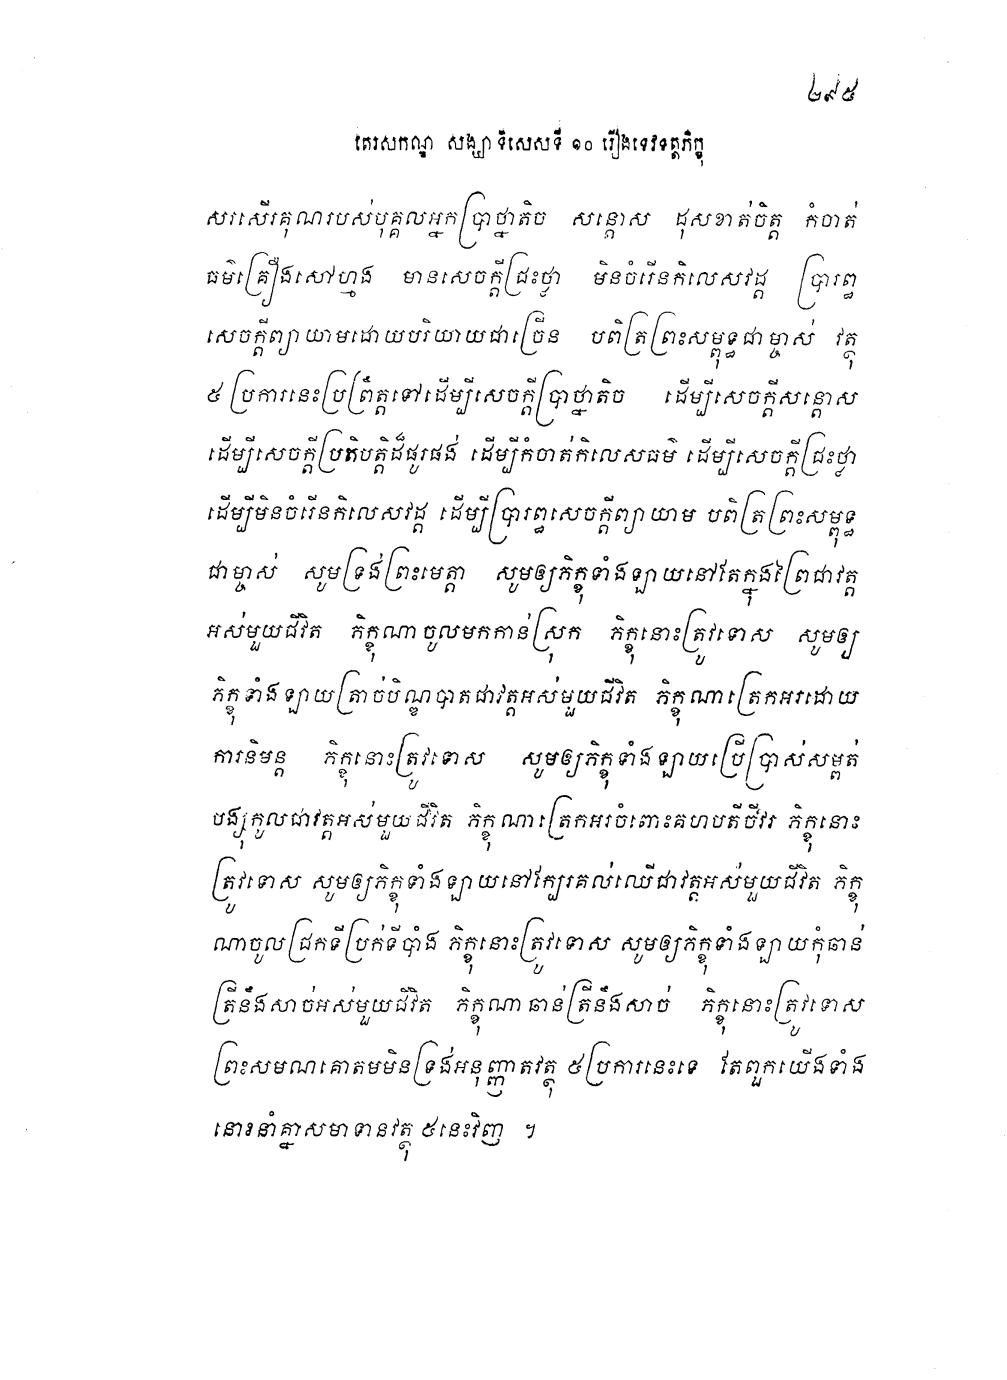 ២៩៥
តេរសកណ្ឌ សង្ឃាទិសេសទី ១០ រឿងទេវទត្តភិក្ខុ
សរសើរគុណរបស់បុគ្គលអ្នកប្រាថ្នាតិច សន្តោស ដុសខាត់ចិត្ត កំចាត់
ធម៌គ្រឿងសៅហ្មង មានសេចក្តីជ្រះថ្លា មិនចំរើនកិលេសវដ្ត ប្រារព្ធ
សេចក្តីព្យាយាមដោយបរិយាយជាច្រើន បពិត្រព្រះសម្ពុទ្ធជាម្ចាស់ វត្ថុ
៥ ប្រការនេះប្រព្រឹត្តទៅដើម្បីសេចក្តីប្រាថ្នាតិច ដើម្បីសេចក្តីសន្តោស
ដើម្បីសេចក្តីប្រតិបត្តិដ៏ផូរផង់ ដើម្បីកំចាត់កិលេសធម៌ ដើម្បីសេចក្តីជ្រះថ្លា
ដើម្បីមិនចំរើនកិលេសវដ្ត ដើម្បីប្រារព្ធសេចក្តីព្យាយាម បពិត្រព្រះសម្ពុទ្ធ
ជាម្ចាស់ សូមទ្រង់ព្រះមេត្តា សូមឲ្យភិក្ខុទាំងឡាយនៅតែក្នុងព្រៃជាវត្ត
អស់មួយជីវិត ភិក្ខុណាចូលមកកាន់ស្រុក ភិក្ខុនោះត្រូវទោស សូមឲ្យ
ភិក្ខុទាំងឡាយត្រាច់បិណ្ឌបាតជាវត្តអស់មួយជីវិត ភិក្ខុណាត្រេកអរដោយ
ការនិមន្ត ភិក្ខុនោះត្រូវទោស សូមឲ្យភិក្ខុទាំងឡាយប្រើប្រាស់សម្ពត់
បង្សុកូលជាវត្តអស់មួយជីវិត ភិក្ខុណាត្រេកអរចំពោះគហបតីចីវរ ភិក្ខុនោះ
ត្រូវទោស សូមឲ្យភិក្ខុទាំងឡាយនៅក្បែរគល់ឈើជាវត្តអស់មួយជីវិត ភិក្ខុ
ណាចូលជ្រកទីប្រក់ទីបាំង ភិក្ខុនោះត្រូវទោស សូមឲ្យភិក្ខុទាំងឡាយកុំឆាន់
ត្រីនឹងសាច់អស់មួយជីវិត ភិក្ខុណាឆាន់ត្រីនឹងសាច់ ភិក្ខុនោះត្រូវទោស
ព្រះសមណគោតមមិនទ្រង់អនុញ្ញាតវត្ថុ ៥ប្រការនេះទេ តែពួកយើងទាំង
នោះនាំគ្នាសមាទានវត្ថុ ៥នេះវិញ ។